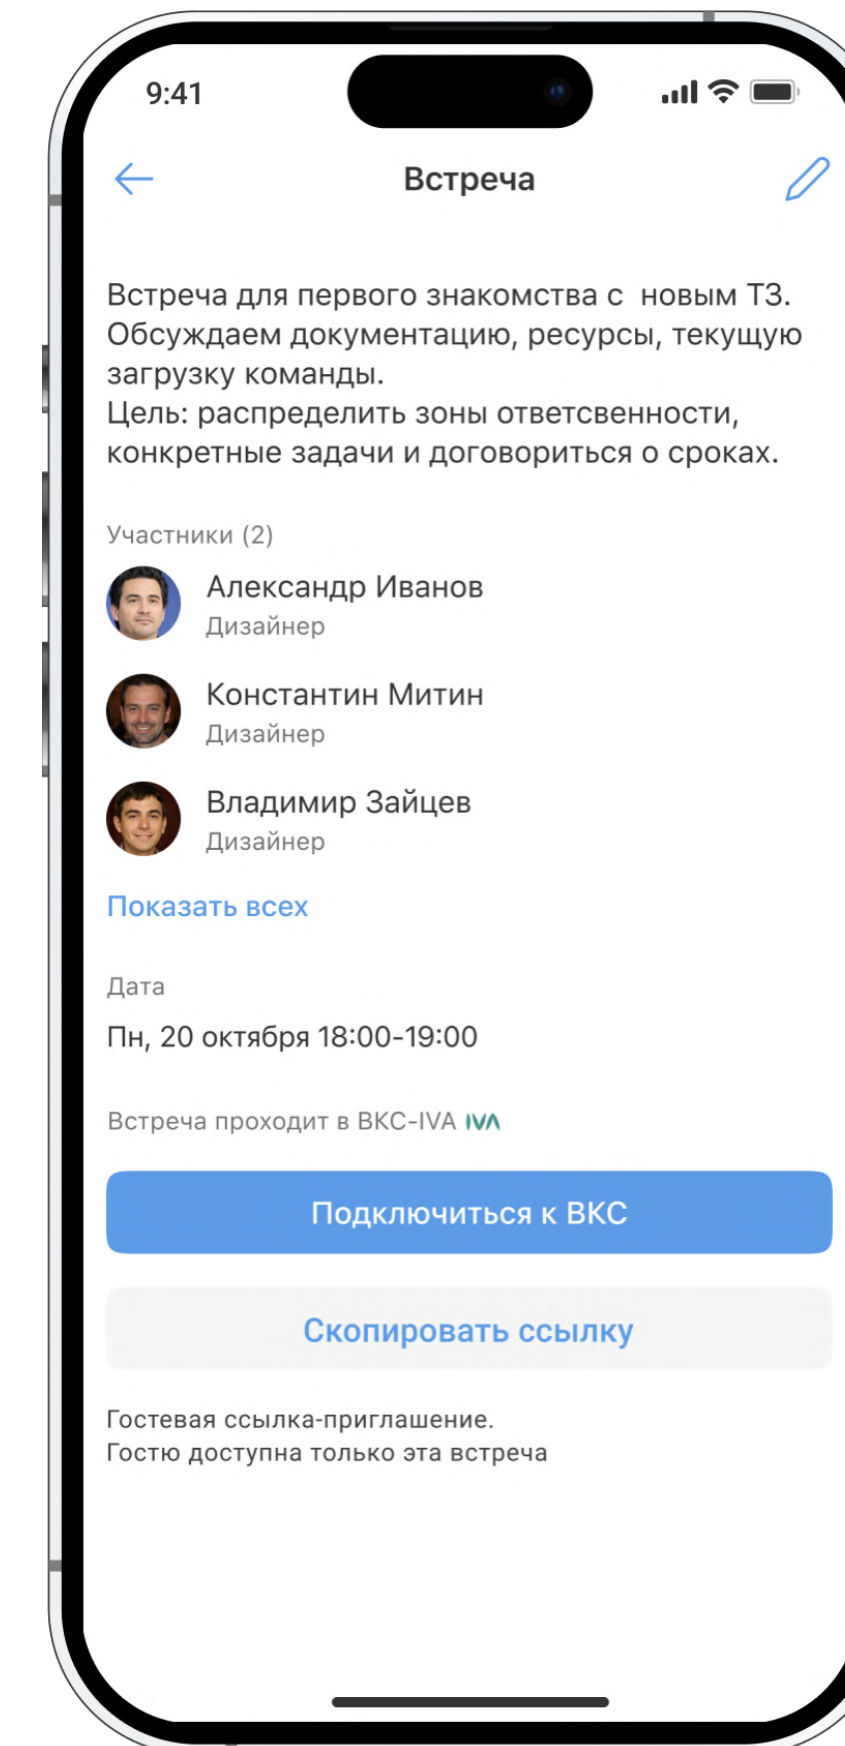 9:41
Встреча
Встреча для первого знакомства с  новым ТЗ.
Обсуждаем документацию, ресурсы, текущую
загрузку команды.
Цель: распределить зоны ответсвенности,
конкретные задачи и договориться о сроках.
Участники (2)
Александр Иванов
Дизайнер
Константин Митин
Дизайнер
Владимир Зайцев
Дизайнер
Показать всех
Дата
Пн, 20 октября 18:00-19:00
Встреча проходит в ВКС-IVA IVA
Подключиться к ВКС
Скопировать ссылку
Гостевая ссылка-приглашение.
Гостю доступна только эта встреча